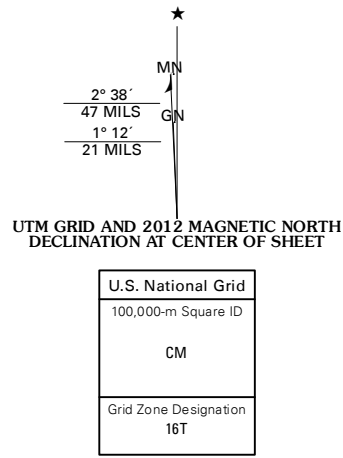 ★
MN
2° 38´
47 MILS
GN
1° 12´
21 MILS
UTM GRID AND 2012 MAGNETIC NORTH
DECLINATION AT CENTER OF SHEET
U.S. National Grid
100,000-m Square ID
CM
Grid Zone Designation
16T